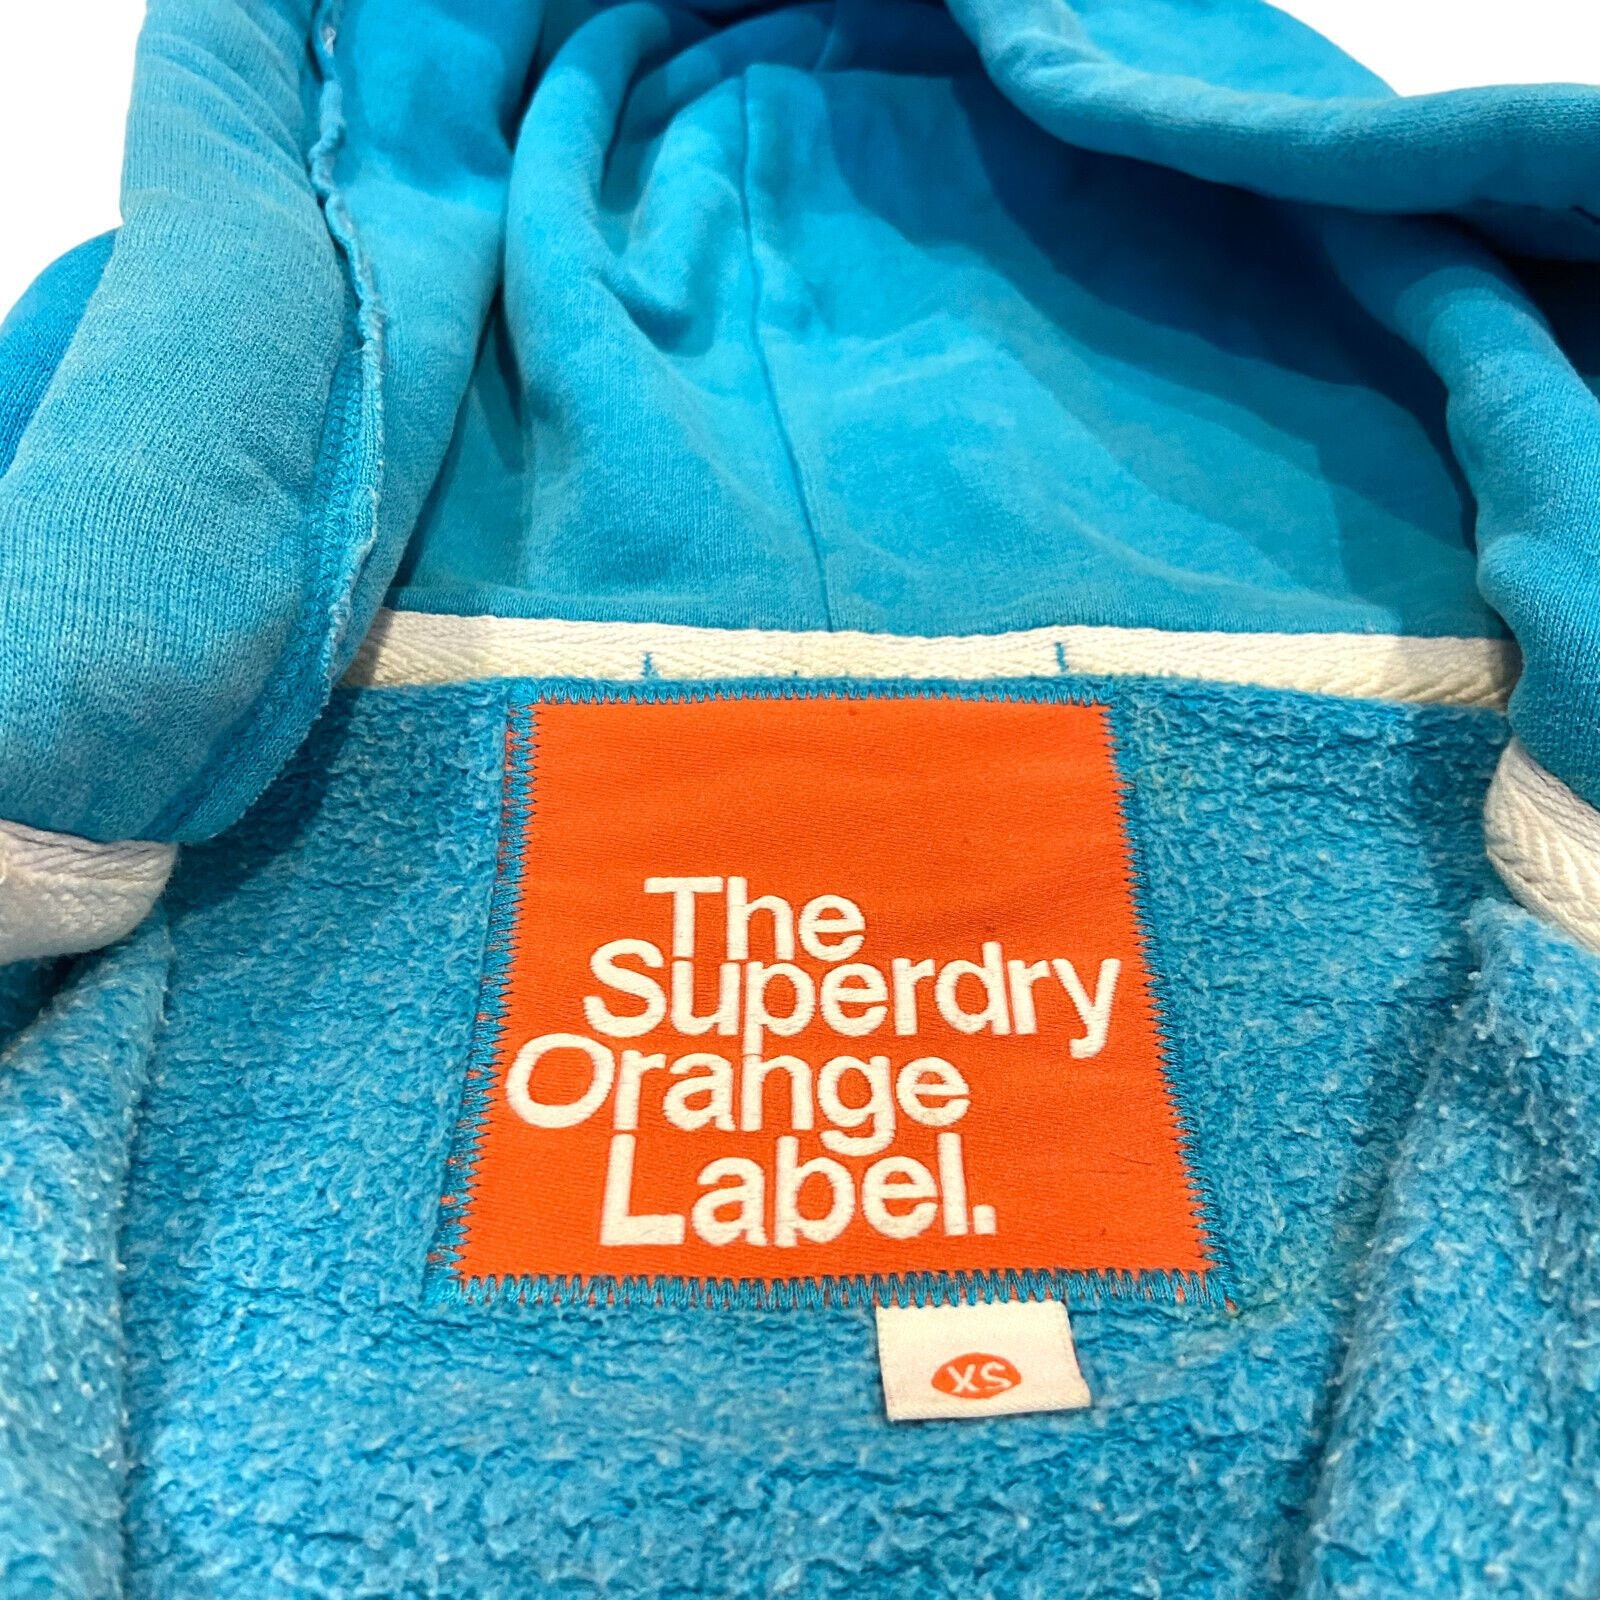 The
Superdry
Orange
Label.
XS